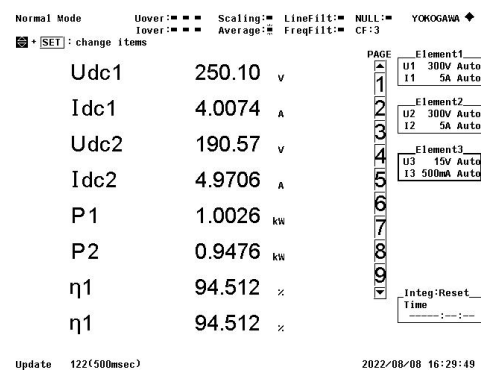 Normal Mode Uover:▪ ▪ ▪ Scaling:▪ LineFilt:▪ NULL:▪ YOKOGAWA ◆
Iover:▪ ▪ ▪ Average:▪ FreqFilt:▪ CF:3
+ SET : change items
PAGE
Udc1 250.10 V
Idc1 4.0074 A
Udc2 190.57 V
Idc2 4.9706 A
P1 1.0026 kW
P2 0.9476 kW
η1 94.512 %
η1 94.512 %
▲
1
2
3
4
5
6
7
8
9
▼
Element1
U1 300V Auto
I1 5A Auto
Element2
U2 300V Auto
I2 5A Auto
Element3
U3 15V Auto
I3 500mA Auto
Integ:Reset
Time
-----:--:--
Update 122(500msec) 2022/08/08 16:29:49